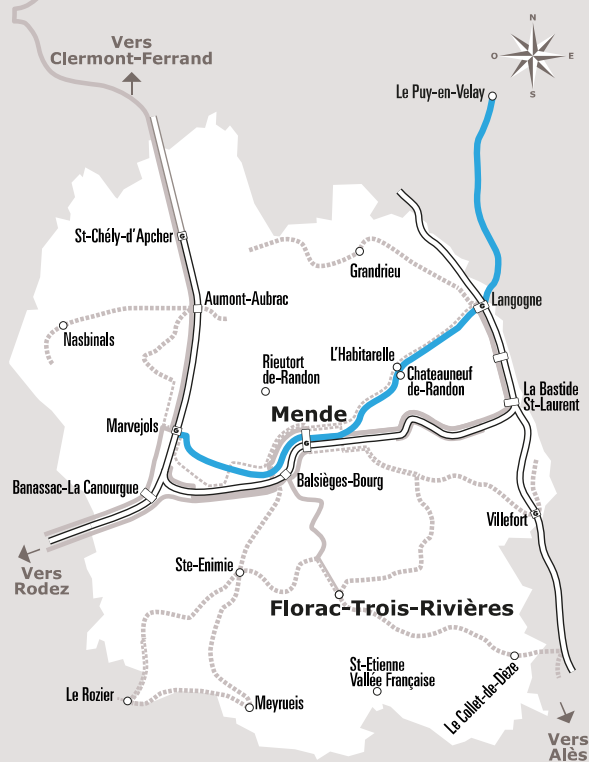 N
O
E
S
Vers
Clermont-Ferrand
Le Puy-en-Velay
St-Chély-d'Apcher
G
Grandrieu
Aumont-Aubrac
G
Langogne
Nasbinals
L'Habitarelle
Rieutort
de-Randon
Chateauneuf
de-Randon
La Bastide
St-Laurent
Mende
Marvejols
G
G
Balsièges-Bourg
Banassac-La Canourgue
Villefort
G
Vers
Rodez
Ste-Enimie
Florac-Trois-Rivières
St-Etienne
Vallée Française
Le Collet-de-Dèze
Le Rozier
Meyrueis
Vers
Alès